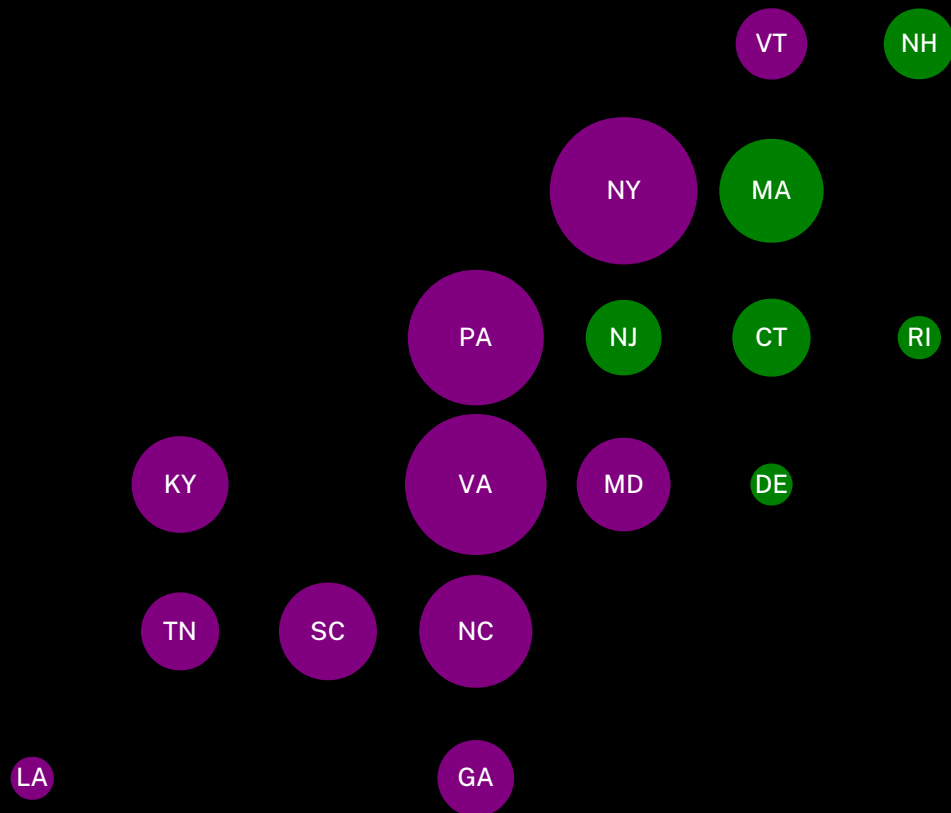 VT NH
NY MA
PA NJ CT RI
KY VA MD DE
TN SC NC
LA GA